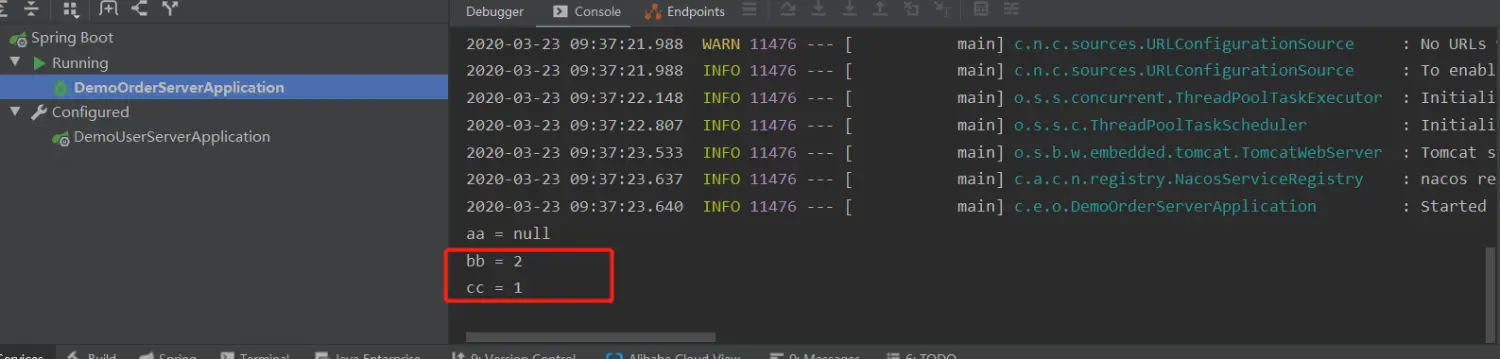 Debugger Console Endpoints
Spring Boot
Running
DemoOrderServerApplication
Configured
DemoUserServerApplication
2020-03-23 09:37:21.988 WARN 11476 --- [ main] c.n.c.sources.URLConfigurationSource : No URLs
2020-03-23 09:37:21.988 INFO 11476 --- [ main] c.n.c.sources.URLConfigurationSource : To enabl
2020-03-23 09:37:22.148 INFO 11476 --- [ main] o.s.s.concurrent.ThreadPoolTaskExecutor : Initiali
2020-03-23 09:37:22.807 INFO 11476 --- [ main] o.s.s.c.ThreadPoolTaskScheduler : Initiali
2020-03-23 09:37:23.533 INFO 11476 --- [ main] o.s.b.w.embedded.tomcat.TomcatWebServer : Tomcat s
2020-03-23 09:37:23.637 INFO 11476 --- [ main] c.a.c.n.registry.NacosServiceRegistry : nacos re
2020-03-23 09:37:23.640 INFO 11476 --- [ main] c.e.o.DemoOrderServerApplication : Started
aa = null
bb = 2
cc = 1
Services Build Spring Terminal Java Enterprise 9: Version Control Alibaba Cloud View 0: Messages 6: TODO